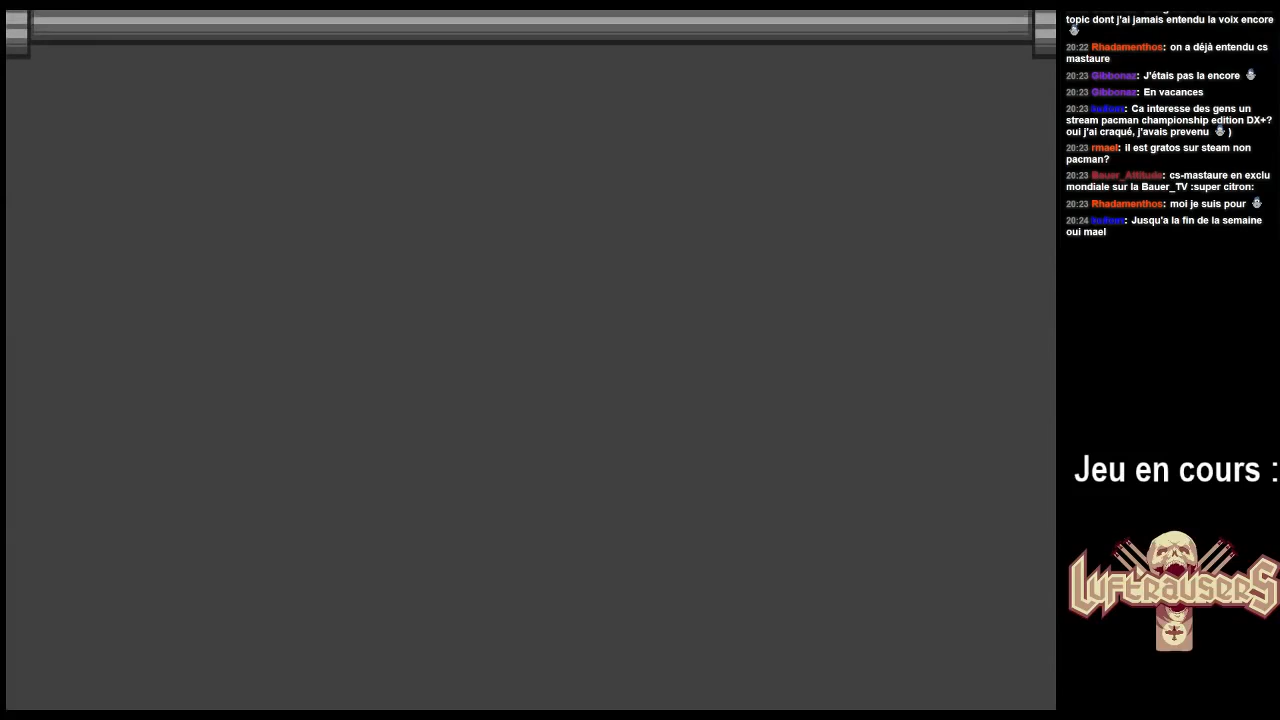 topic dont j'ai jamais entendu la voix encore
20:22 Rhadamenthos: on a déjà entendu cs
mastaure
20:23 Gibbonaz: J'étais pas la encore
20:23 Gibbonaz: En vacances
20:23 : Ca interesse des gens un
stream pacman championship edition DX+?
oui j'ai craqué, j'avais prevenu )
20:23 rmael: il est gratos sur steam non
pacman?
20:23 Bauer_Attitude: cs-mastaure en exclu
mondiale sur la Bauer_TV :super citron:
20:23 Rhadamenthos: moi je suis pour
20:24 : Jusqu'a la fin de la semaine
oui mael
Jeu en cours :
LUFTRAUSERS